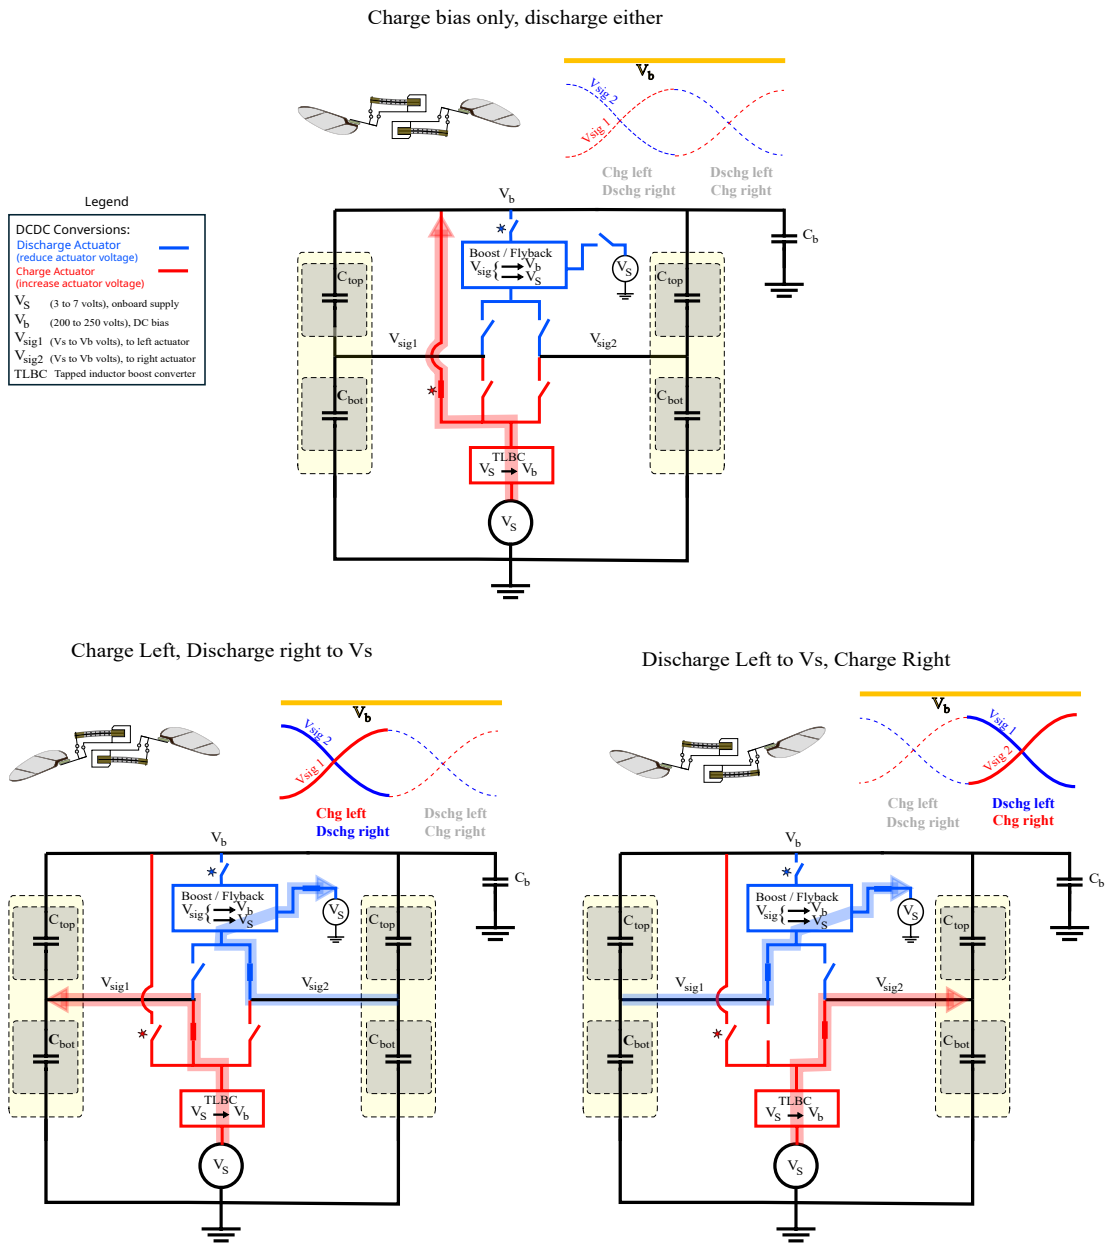 Charge bias only, discharge either
Vb
Vsig 2
Vsig 1
Chg left
Dschg right
Dschg left
Chg right
Legend
DCDC Conversions:
Discharge Actuator
(reduce actuator voltage)
Charge Actuator
(increase actuator voltage)
VS (3 to 7 volts), onboard supply
Vb (200 to 250 volts), DC bias
Vsig1 (Vs to Vb volts), to left actuator
Vsig2 (Vs to Vb volts), to right actuator
TLBC Tapped inductor boost converter
Vb
*
Cb
Boost / Flyback
Vsig { → Vb
→ VS
VS
Ctop
Ctop
Vsig1
Vsig2
*
Cbot
Cbot
TLBC
VS → Vb
VS
Charge Left, Discharge right to Vs
Vb
Vsig 2
Vsig 1
Chg left
Dschg right
Dschg left
Chg right
Vb
*
Cb
Boost / Flyback
Vsig { → Vb
→ VS
VS
Ctop
Ctop
Vsig1
Vsig2
*
Cbot
Cbot
TLBC
VS → Vb
VS
Discharge Left to Vs, Charge Right
Vb
Vsig 1
Vsig 2
Chg left
Dschg right
Dschg left
Chg right
Vb
*
Cb
Boost / Flyback
Vsig { → Vb
→ VS
VS
Ctop
Ctop
Vsig1
Vsig2
*
Cbot
Cbot
TLBC
VS → Vb
VS